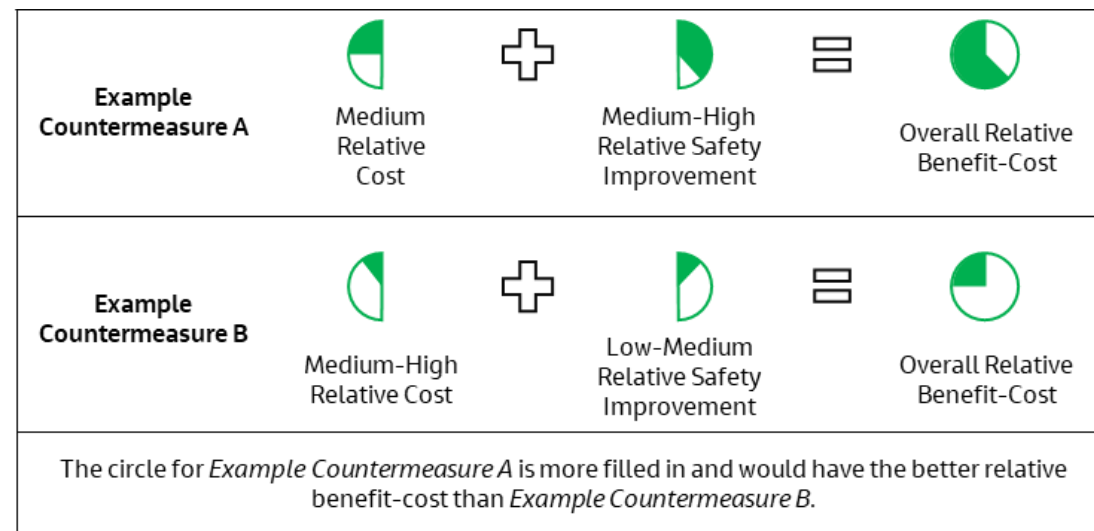 Example
Countermeasure A
Medium
Relative
Cost
Medium-High
Relative Safety
Improvement
Overall Relative
Benefit-Cost
Example
Countermeasure B
Medium-High
Relative Cost
Low-Medium
Relative Safety
Improvement
Overall Relative
Benefit-Cost
The circle for Example Countermeasure A is more filled in and would have the better relative
benefit-cost than Example Countermeasure B.